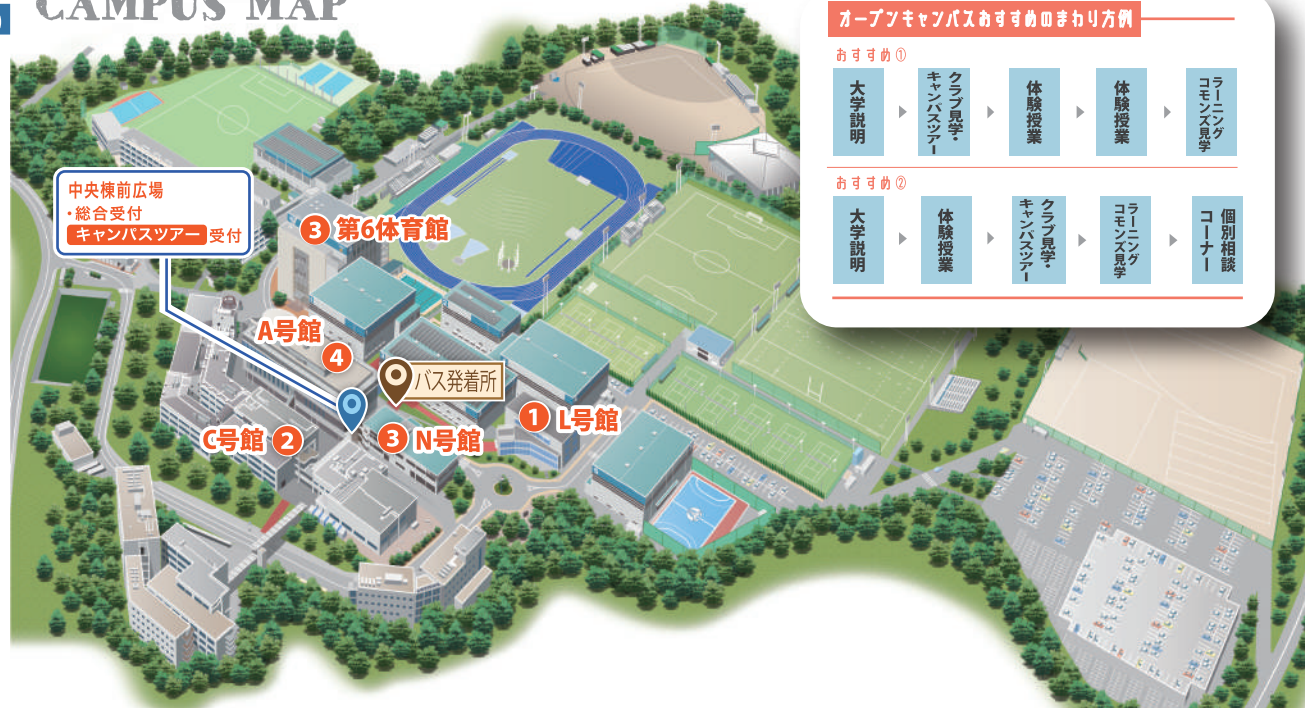 CAMPUS MAP
オープンキャンパスおすすめのまわり方例
おすすめ①
大学説明
クラブ見学・
キャンパスツアー
体験授業
体験授業
ラーニング
コモンズ見学
おすすめ②
大学説明
体験授業
クラブ見学・
キャンパスツアー
ラーニング
コモンズ見学
個別相談
コーナー
中央棟前広場
・総合受付
キャンパスツアー 受付
3 第6体育館
A号館
4
バス発着所
1 L号館
C号館 2
3 N号館